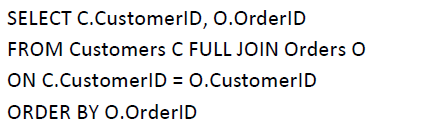 SELECT C.CustomerID, O.OrderID
FROM Customers C FULL JOIN Orders O
ON C.CustomerID = O.CustomerID
ORDER BY O.OrderID